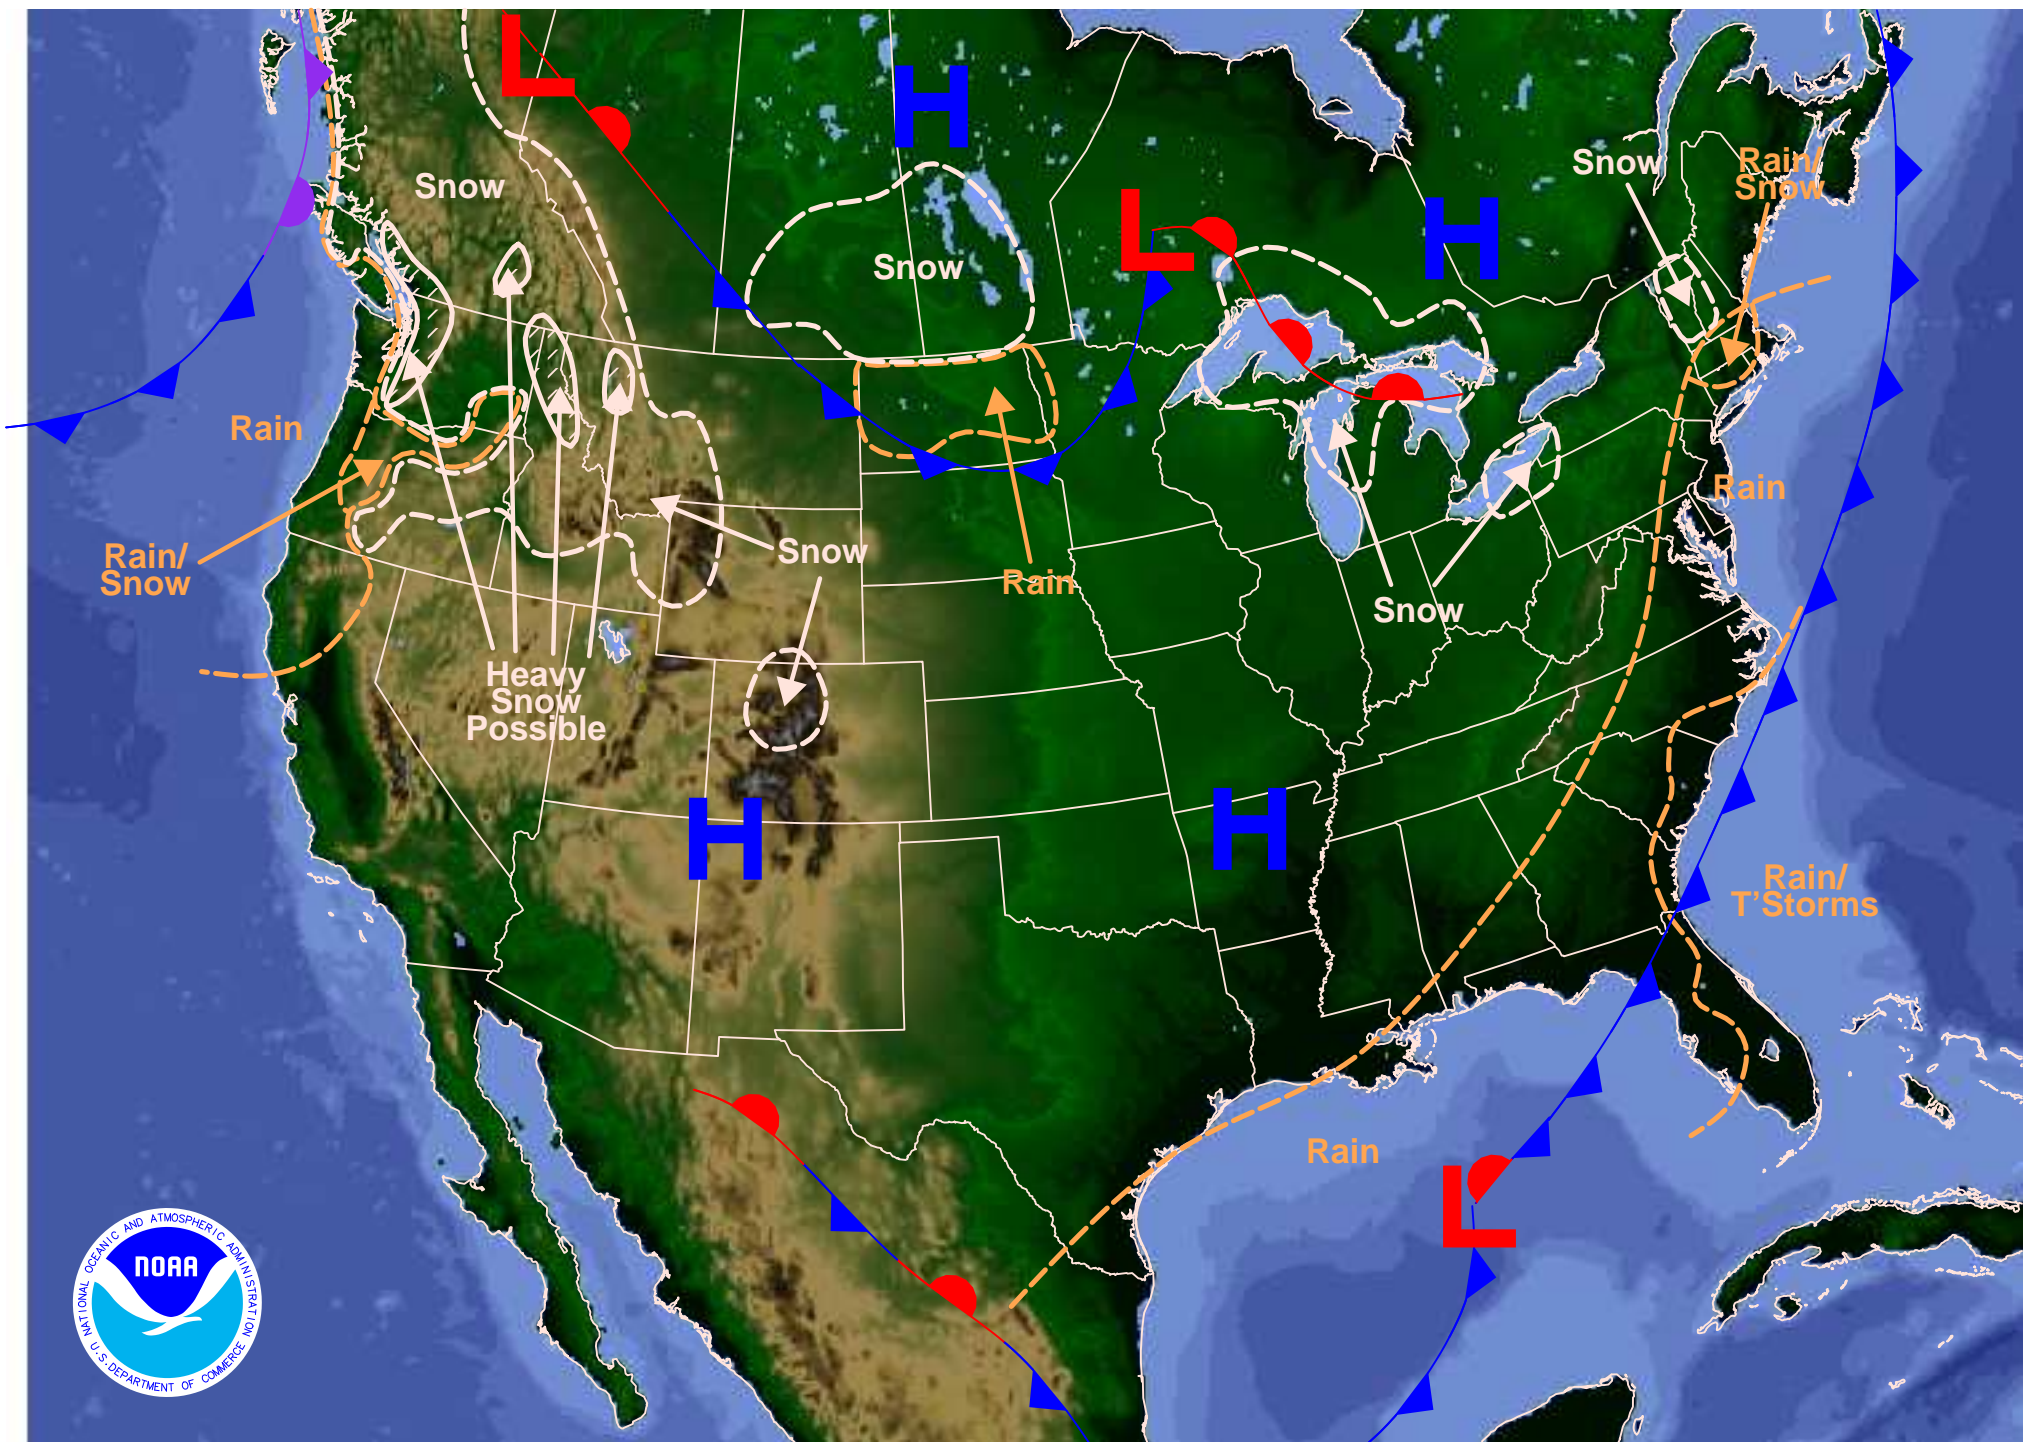 L
H
Snow
Rain/
Snow
Snow
L
H
Snow
Rain
Rain
Rain/
Snow
Snow
Rain
Snow
Heavy
Snow
Possible
H
H
Rain/
T'Storms
Rain
L
NATIONAL OCEANIC AND ATMOSPHERIC ADMINISTRATION
NOAA
U.S. DEPARTMENT OF COMMERCE